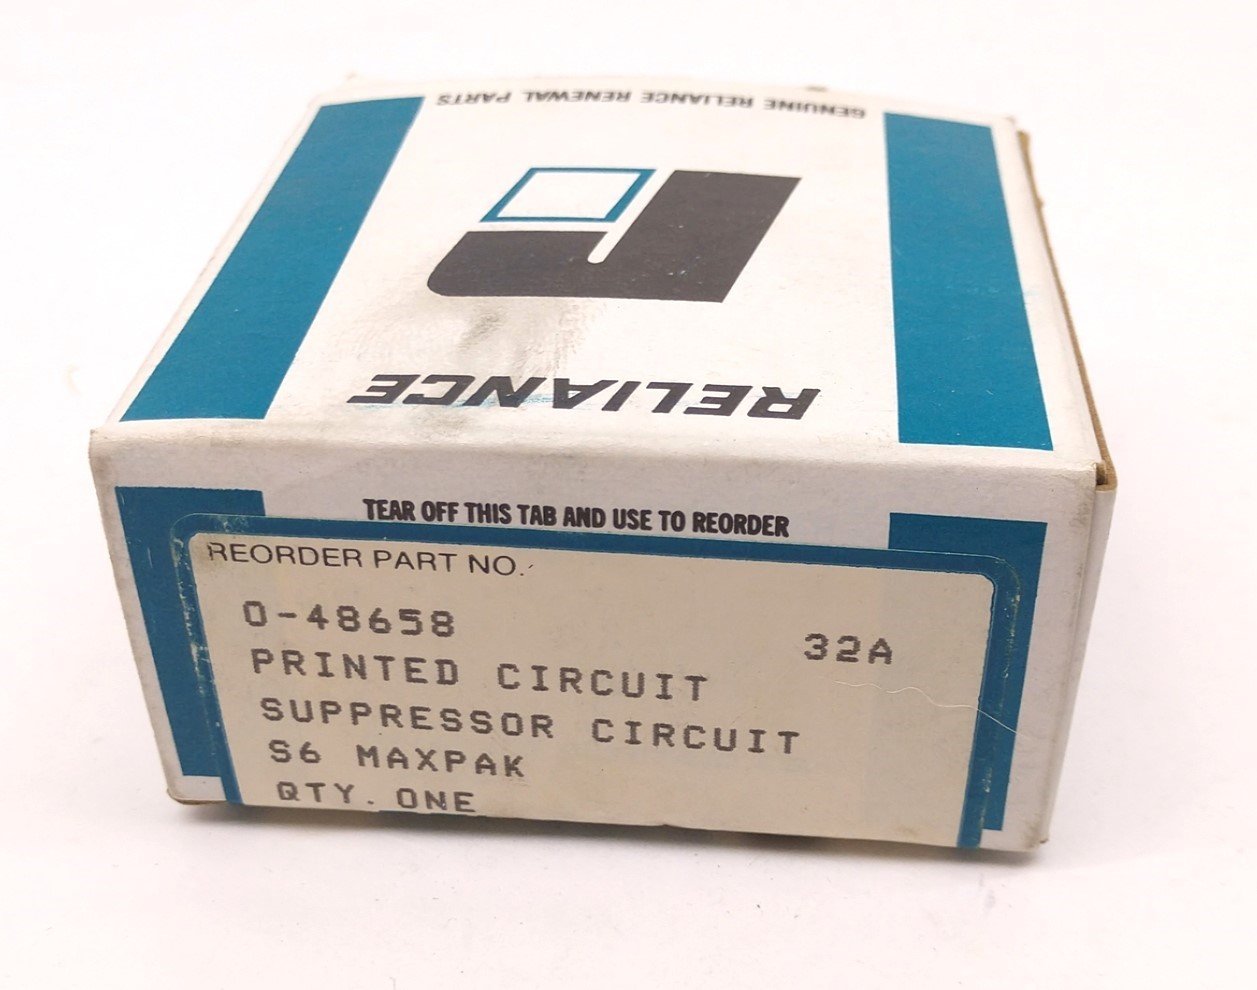 GENUINE RELIANCE RENEWAL PARTS
RELIANCE
TEAR OFF THIS TAB AND USE TO REORDER
REORDER PART NO.
0-48658
32A
PRINTED CIRCUIT
SUPPRESSOR CIRCUIT
S6 MAXPAK
QTY. ONE